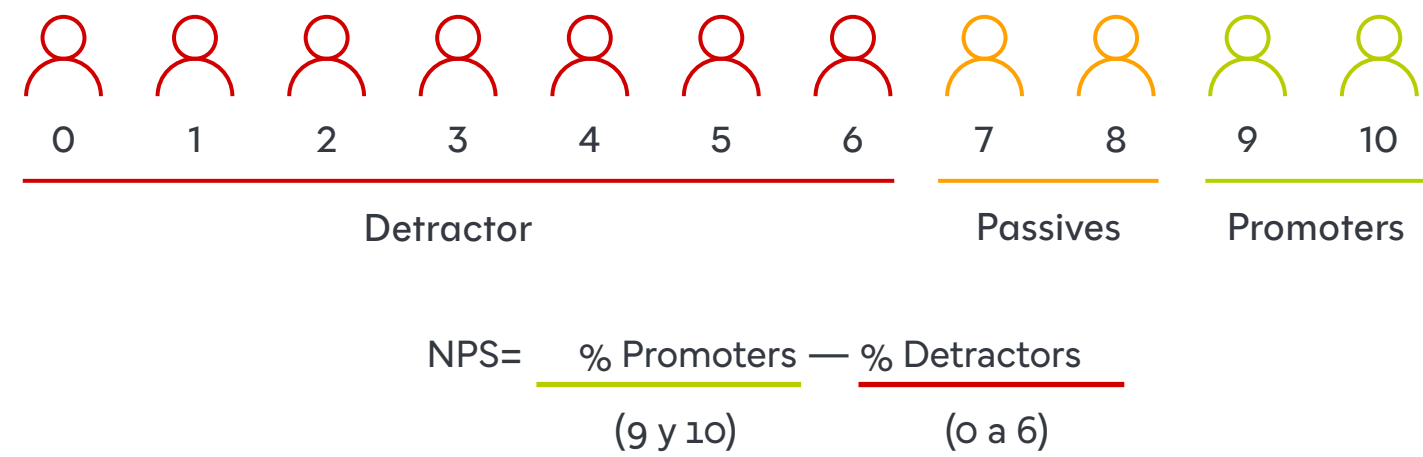 0 1 2 3 4 5 6 7 8 9 10
Detractor Passives Promoters
NPS= % Promoters — % Detractors
(9 y 10) (0 a 6)